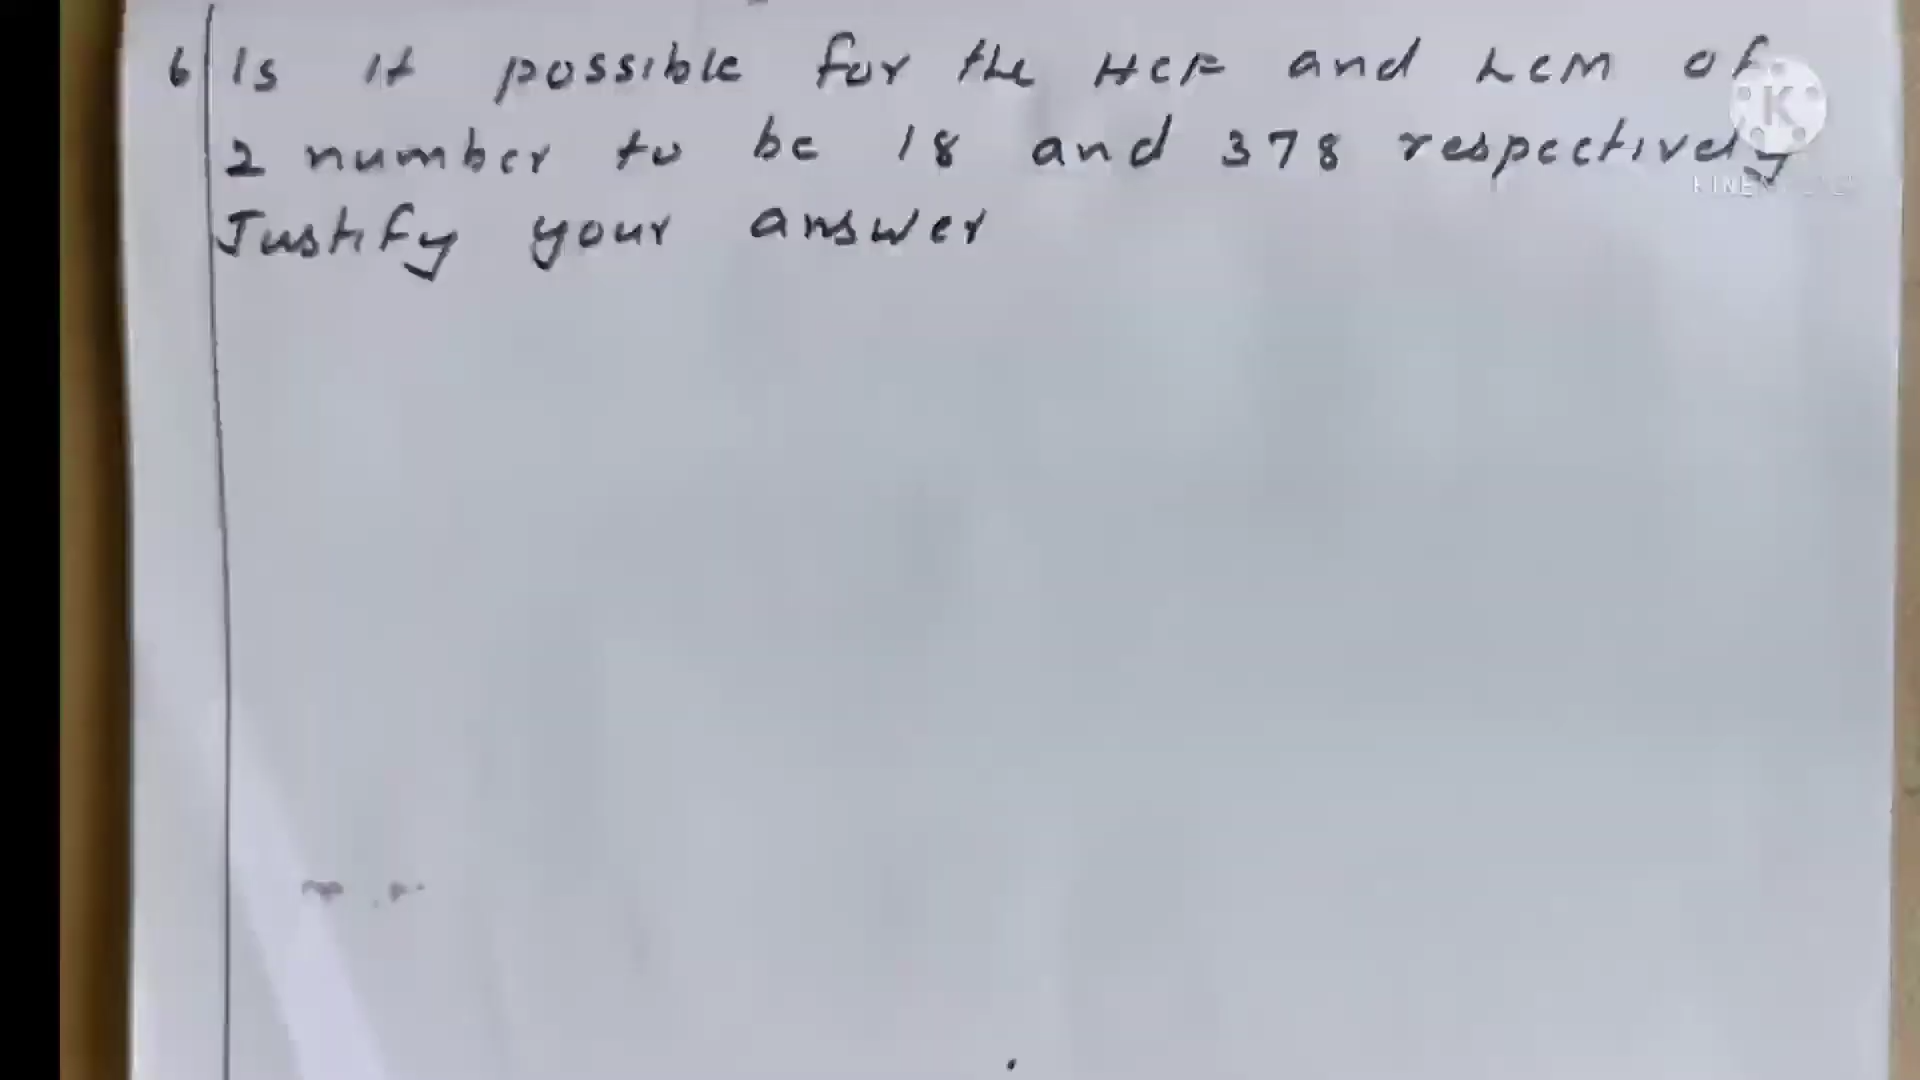 6 Is it possible for the HCF and LCM of
2 number to be 18 and 378 respectively
Justify your answer
K